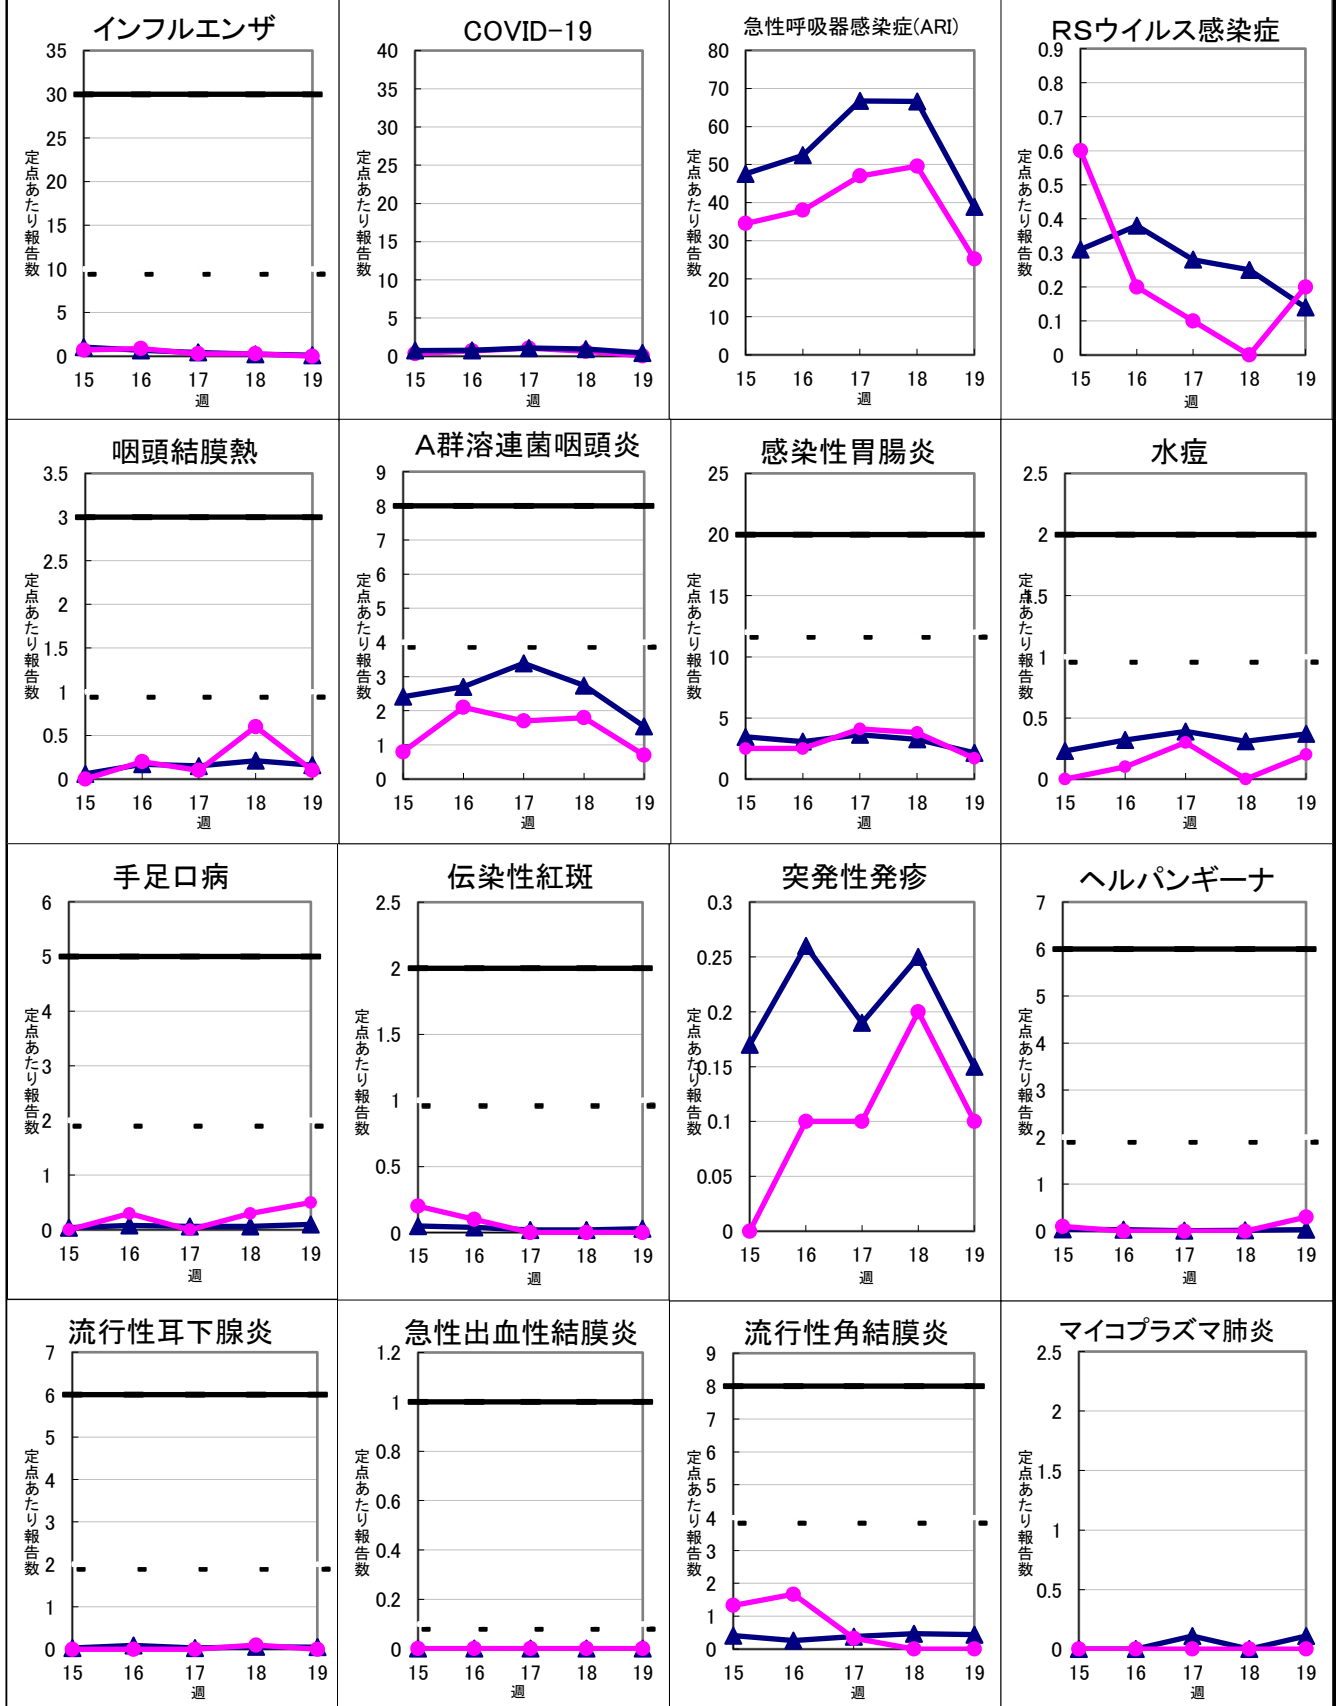 インフルエンザ
35
30
25
20
15
10
5
0
定点あたり報告数
15 16 17 18 19
週
COVID-19
40
35
30
25
20
15
10
5
0
定点あたり報告数
15 16 17 18 19
週
急性呼吸器感染症(ARI)
80
70
60
50
40
30
20
10
0
定点あたり報告数
15 16 17 18 19
週
RSウイルス感染症
0.9
0.8
0.7
0.6
0.5
0.4
0.3
0.2
0.1
0
定点あたり報告数
15 16 17 18 19
週
咽頭結膜熱
3.5
3
2.5
2
1.5
1
0.5
0
定点あたり報告数
15 16 17 18 19
週
A群溶連菌咽頭炎
9
8
7
6
5
4
3
2
1
0
定点あたり報告数
15 16 17 18 19
週
感染性胃腸炎
25
20
15
10
5
0
定点あたり報告数
15 16 17 18 19
週
水痘
2.5
2
1.5
1
0.5
0
定点あたり報告数
15 16 17 18 19
週
手足口病
6
5
4
3
2
1
0
定点あたり報告数
15 16 17 18 19
週
伝染性紅斑
2.5
2
1.5
1
0.5
0
定点あたり報告数
15 16 17 18 19
週
突発性発疹
0.3
0.25
0.2
0.15
0.1
0.05
0
定点あたり報告数
15 16 17 18 19
週
ヘルパンギーナ
7
6
5
4
3
2
1
0
定点あたり報告数
15 16 17 18 19
週
流行性耳下腺炎
7
6
5
4
3
2
1
0
定点あたり報告数
15 16 17 18 19
週
急性出血性結膜炎
1.2
1
0.8
0.6
0.4
0.2
0
定点あたり報告数
15 16 17 18 19
週
流行性角結膜炎
9
8
7
6
5
4
3
2
1
0
定点あたり報告数
15 16 17 18 19
週
マイコプラズマ肺炎
2.5
2
1.5
1
0.5
0
定点あたり報告数
15 16 17 18 19
週